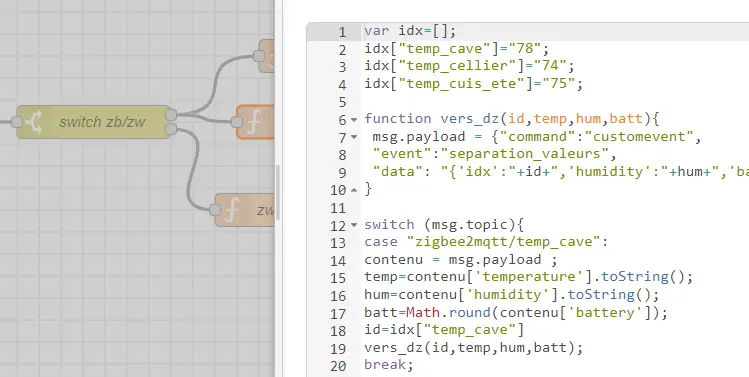 switch zb/zw
zw
1 var idx=[];
2 idx["temp_cave"]="78";
3 idx["temp_cellier"]="74";
4 idx["temp_cuis_ete"]="75";
5
6 function vers_dz(id,temp,hum,batt){
7 msg.payload = {"command":"customevent",
8 "event":"separation_valeurs",
9 "data": "{'idx':"+id+",'humidity':"+hum+",'ba
10 }
11
12 switch (msg.topic){
13 case "zigbee2mqtt/temp_cave":
14 contenu = msg.payload ;
15 temp=contenu['temperature'].toString();
16 hum=contenu['humidity'].toString();
17 batt=Math.round(contenu['battery']);
18 id=idx["temp_cave"]
19 vers_dz(id,temp,hum,batt);
20 break;